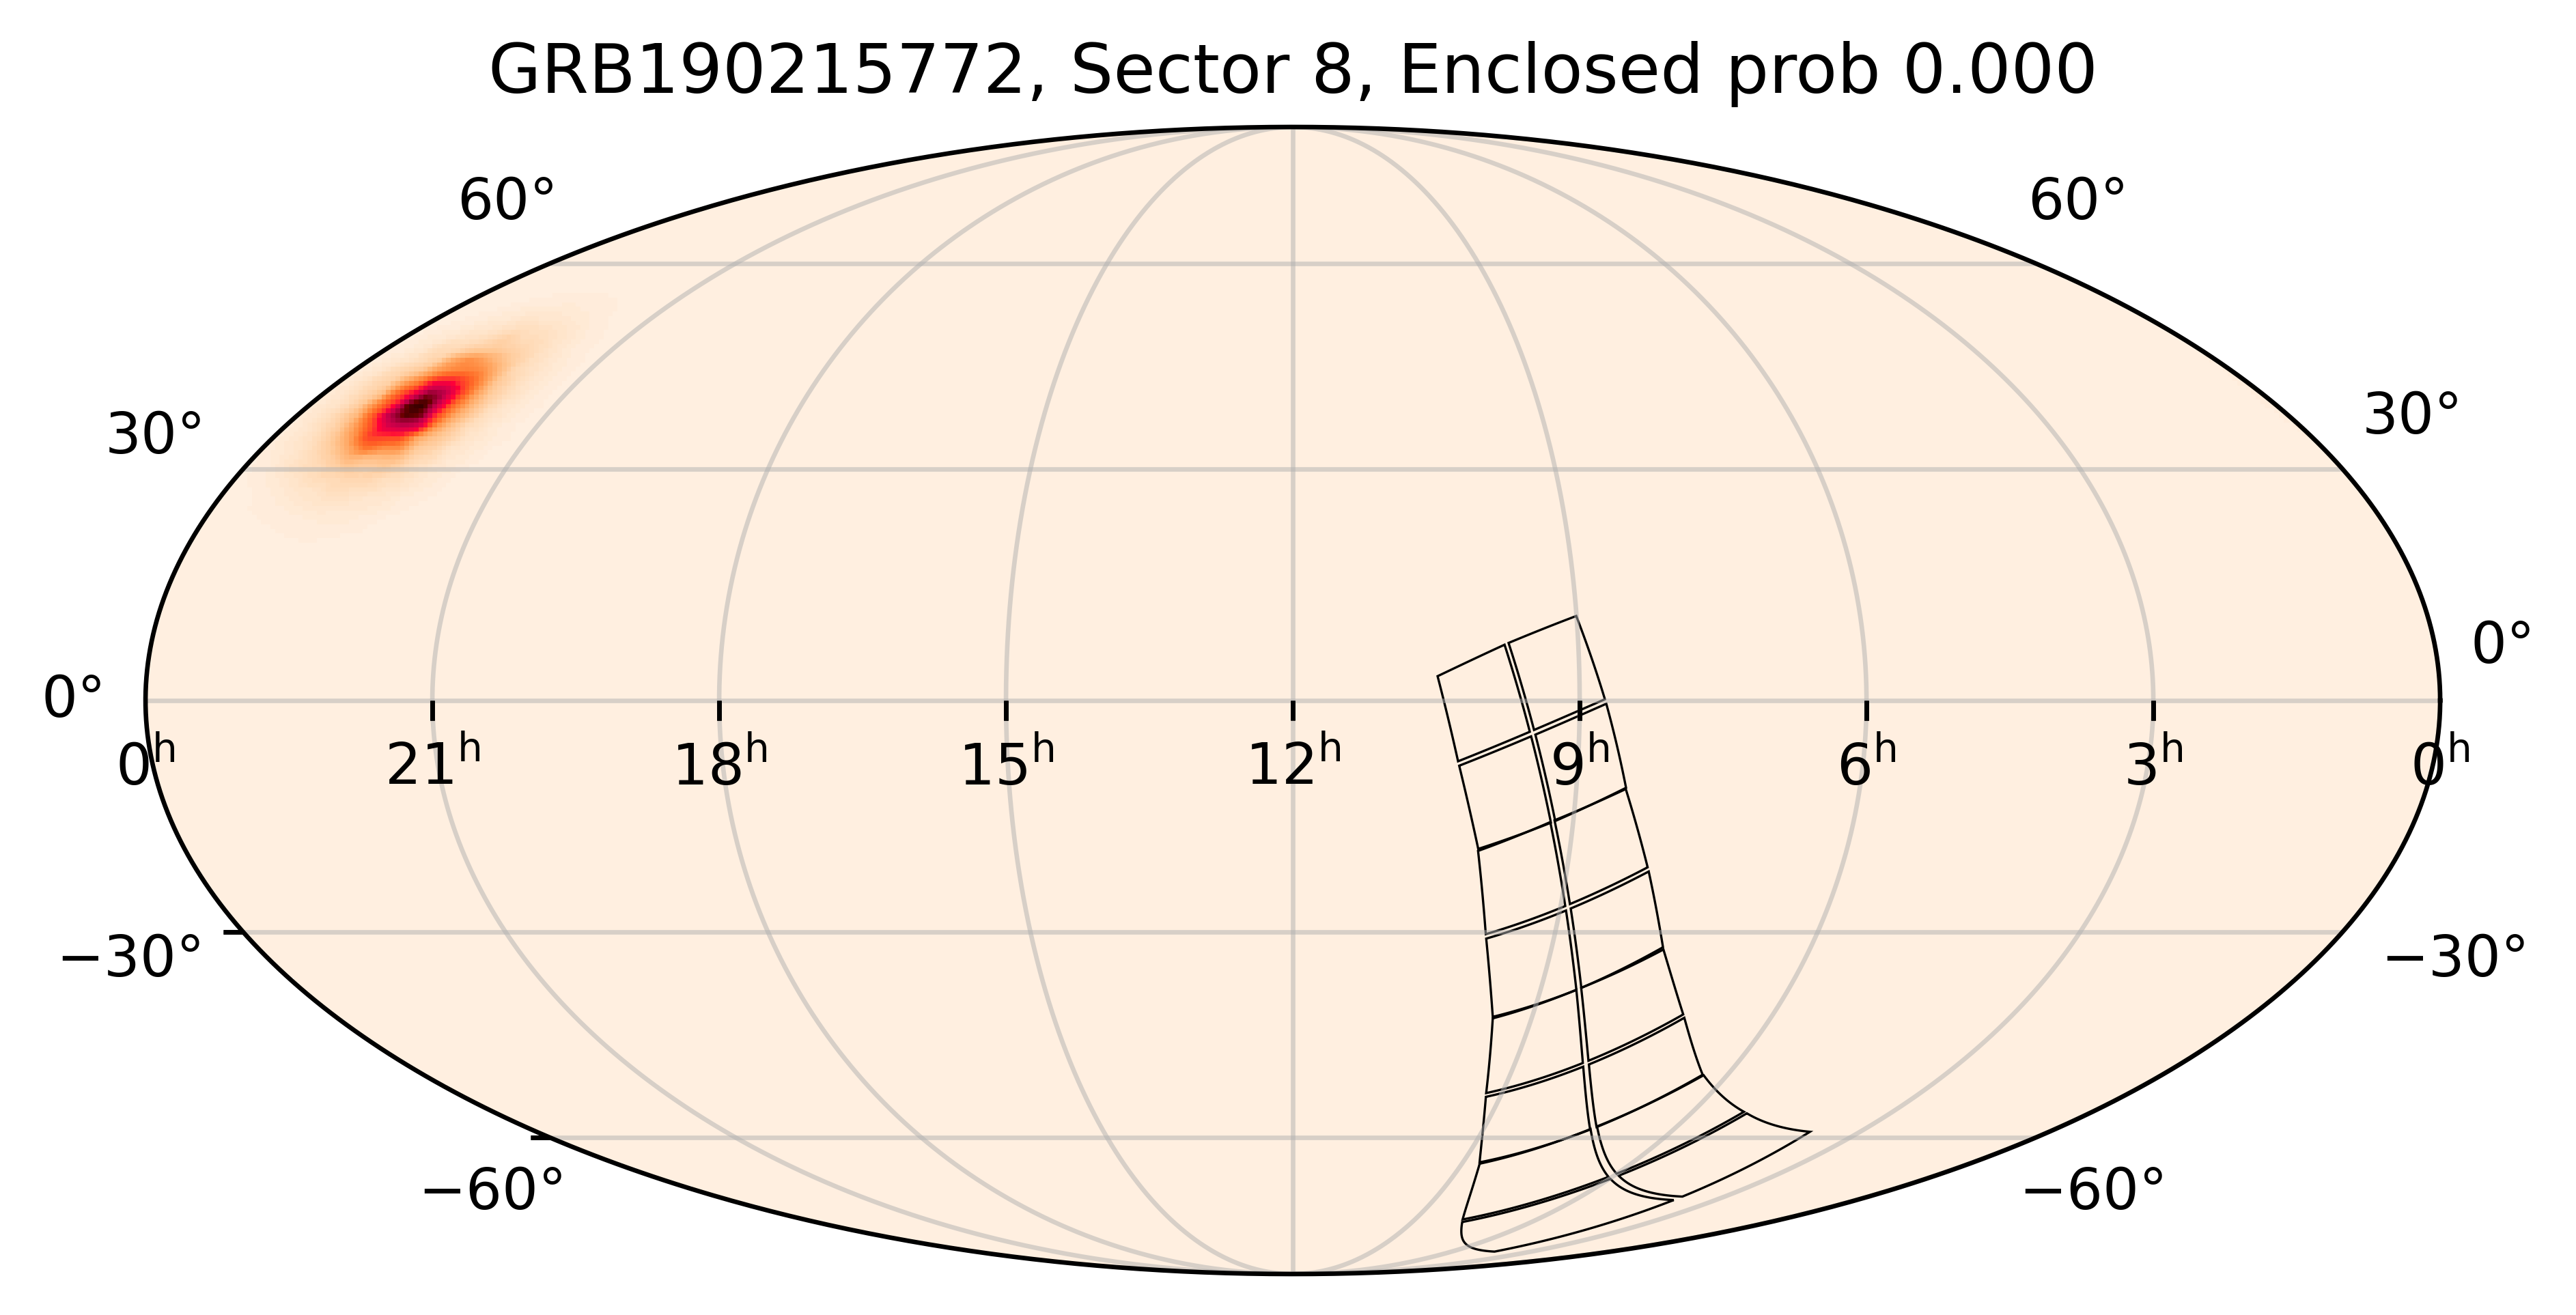 GRB190215772, Sector 8, Enclosed prob 0.000
60° 60°
30° 30°
0° 0°
0h 21h 18h 15h 12h 9h 6h 3h 0h
−30° −30°
−60° −60°